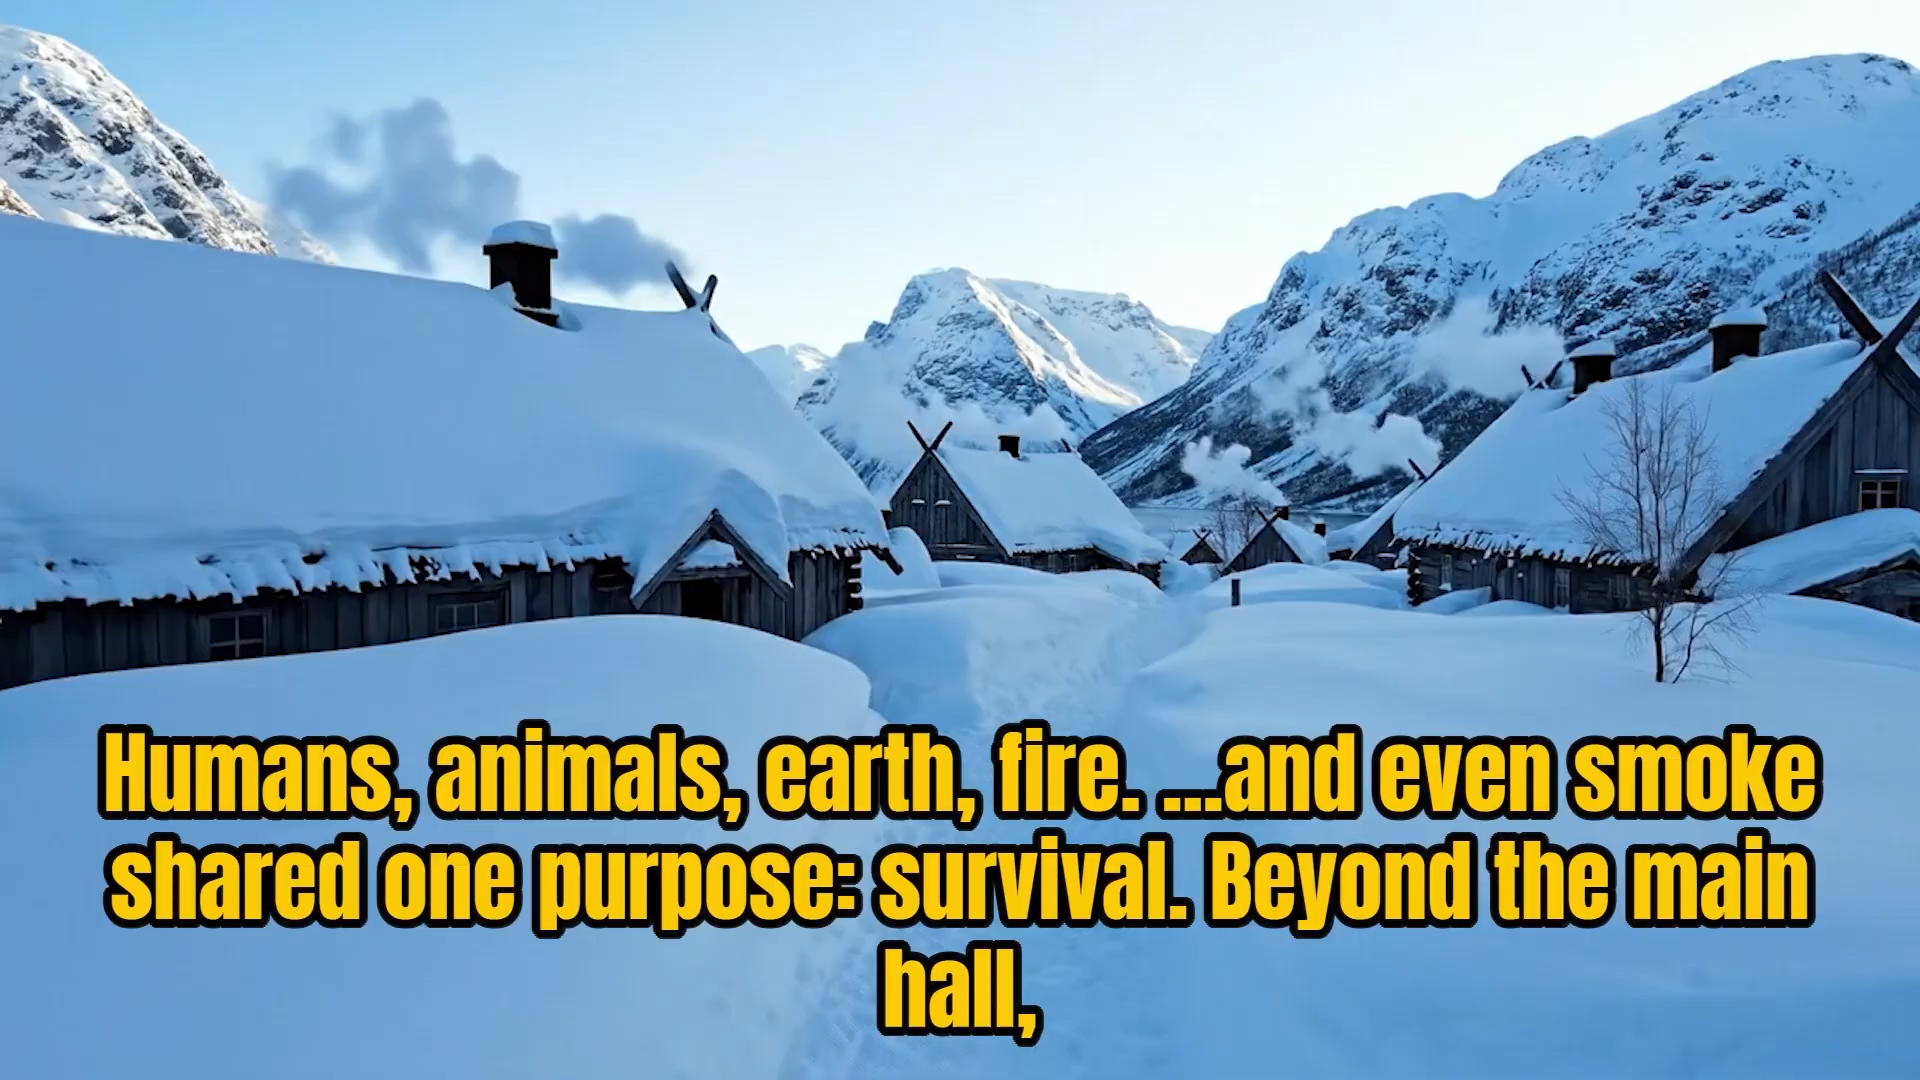 Humans, animals, earth, fire. ...and even smoke
shared one purpose: survival. Beyond the main
hall,